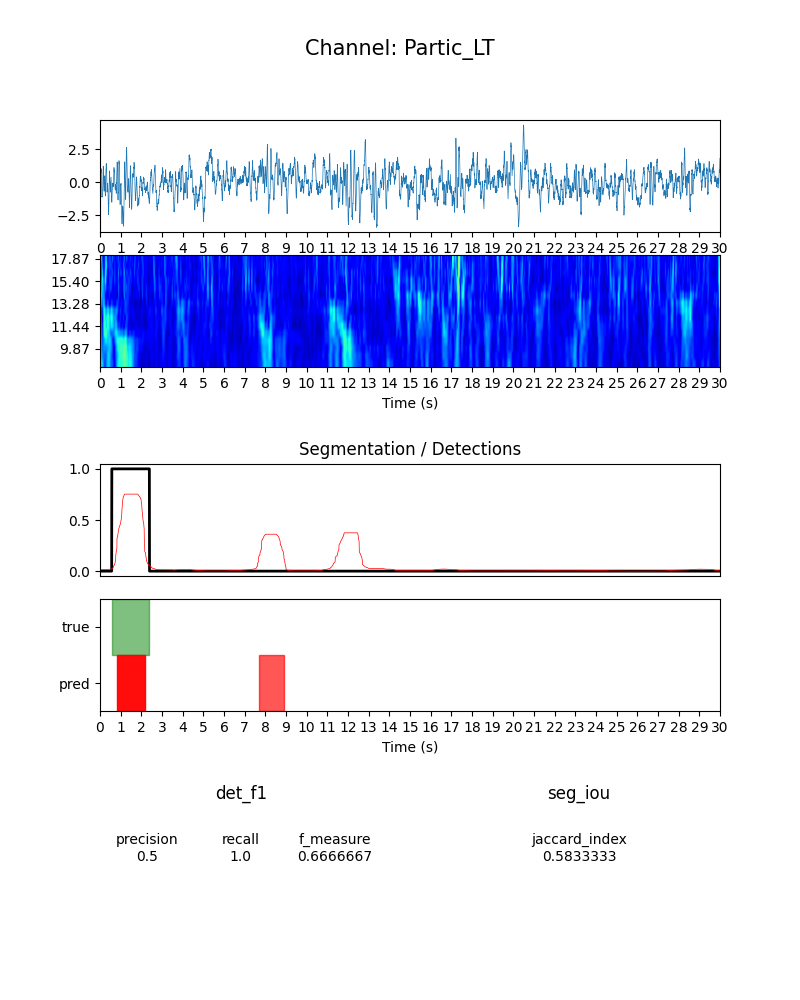 Channel: Partic_LT
2.5
0.0
−2.5
0 1 2 3 4 5 6 7 8 9 10 11 12 13 14 15 16 17 18 19 20 21 22 23 24 25 26 27 28 29 30
17.87
15.40
13.28
11.44
9.87
0 1 2 3 4 5 6 7 8 9 10 11 12 13 14 15 16 17 18 19 20 21 22 23 24 25 26 27 28 29 30
Time (s)
Segmentation / Detections
1.0
0.5
0.0
true
pred
0 1 2 3 4 5 6 7 8 9 10 11 12 13 14 15 16 17 18 19 20 21 22 23 24 25 26 27 28 29 30
Time (s)
det_f1 seg_iou
precision recall f_measure jaccard_index
0.5 1.0 0.6666667 0.5833333